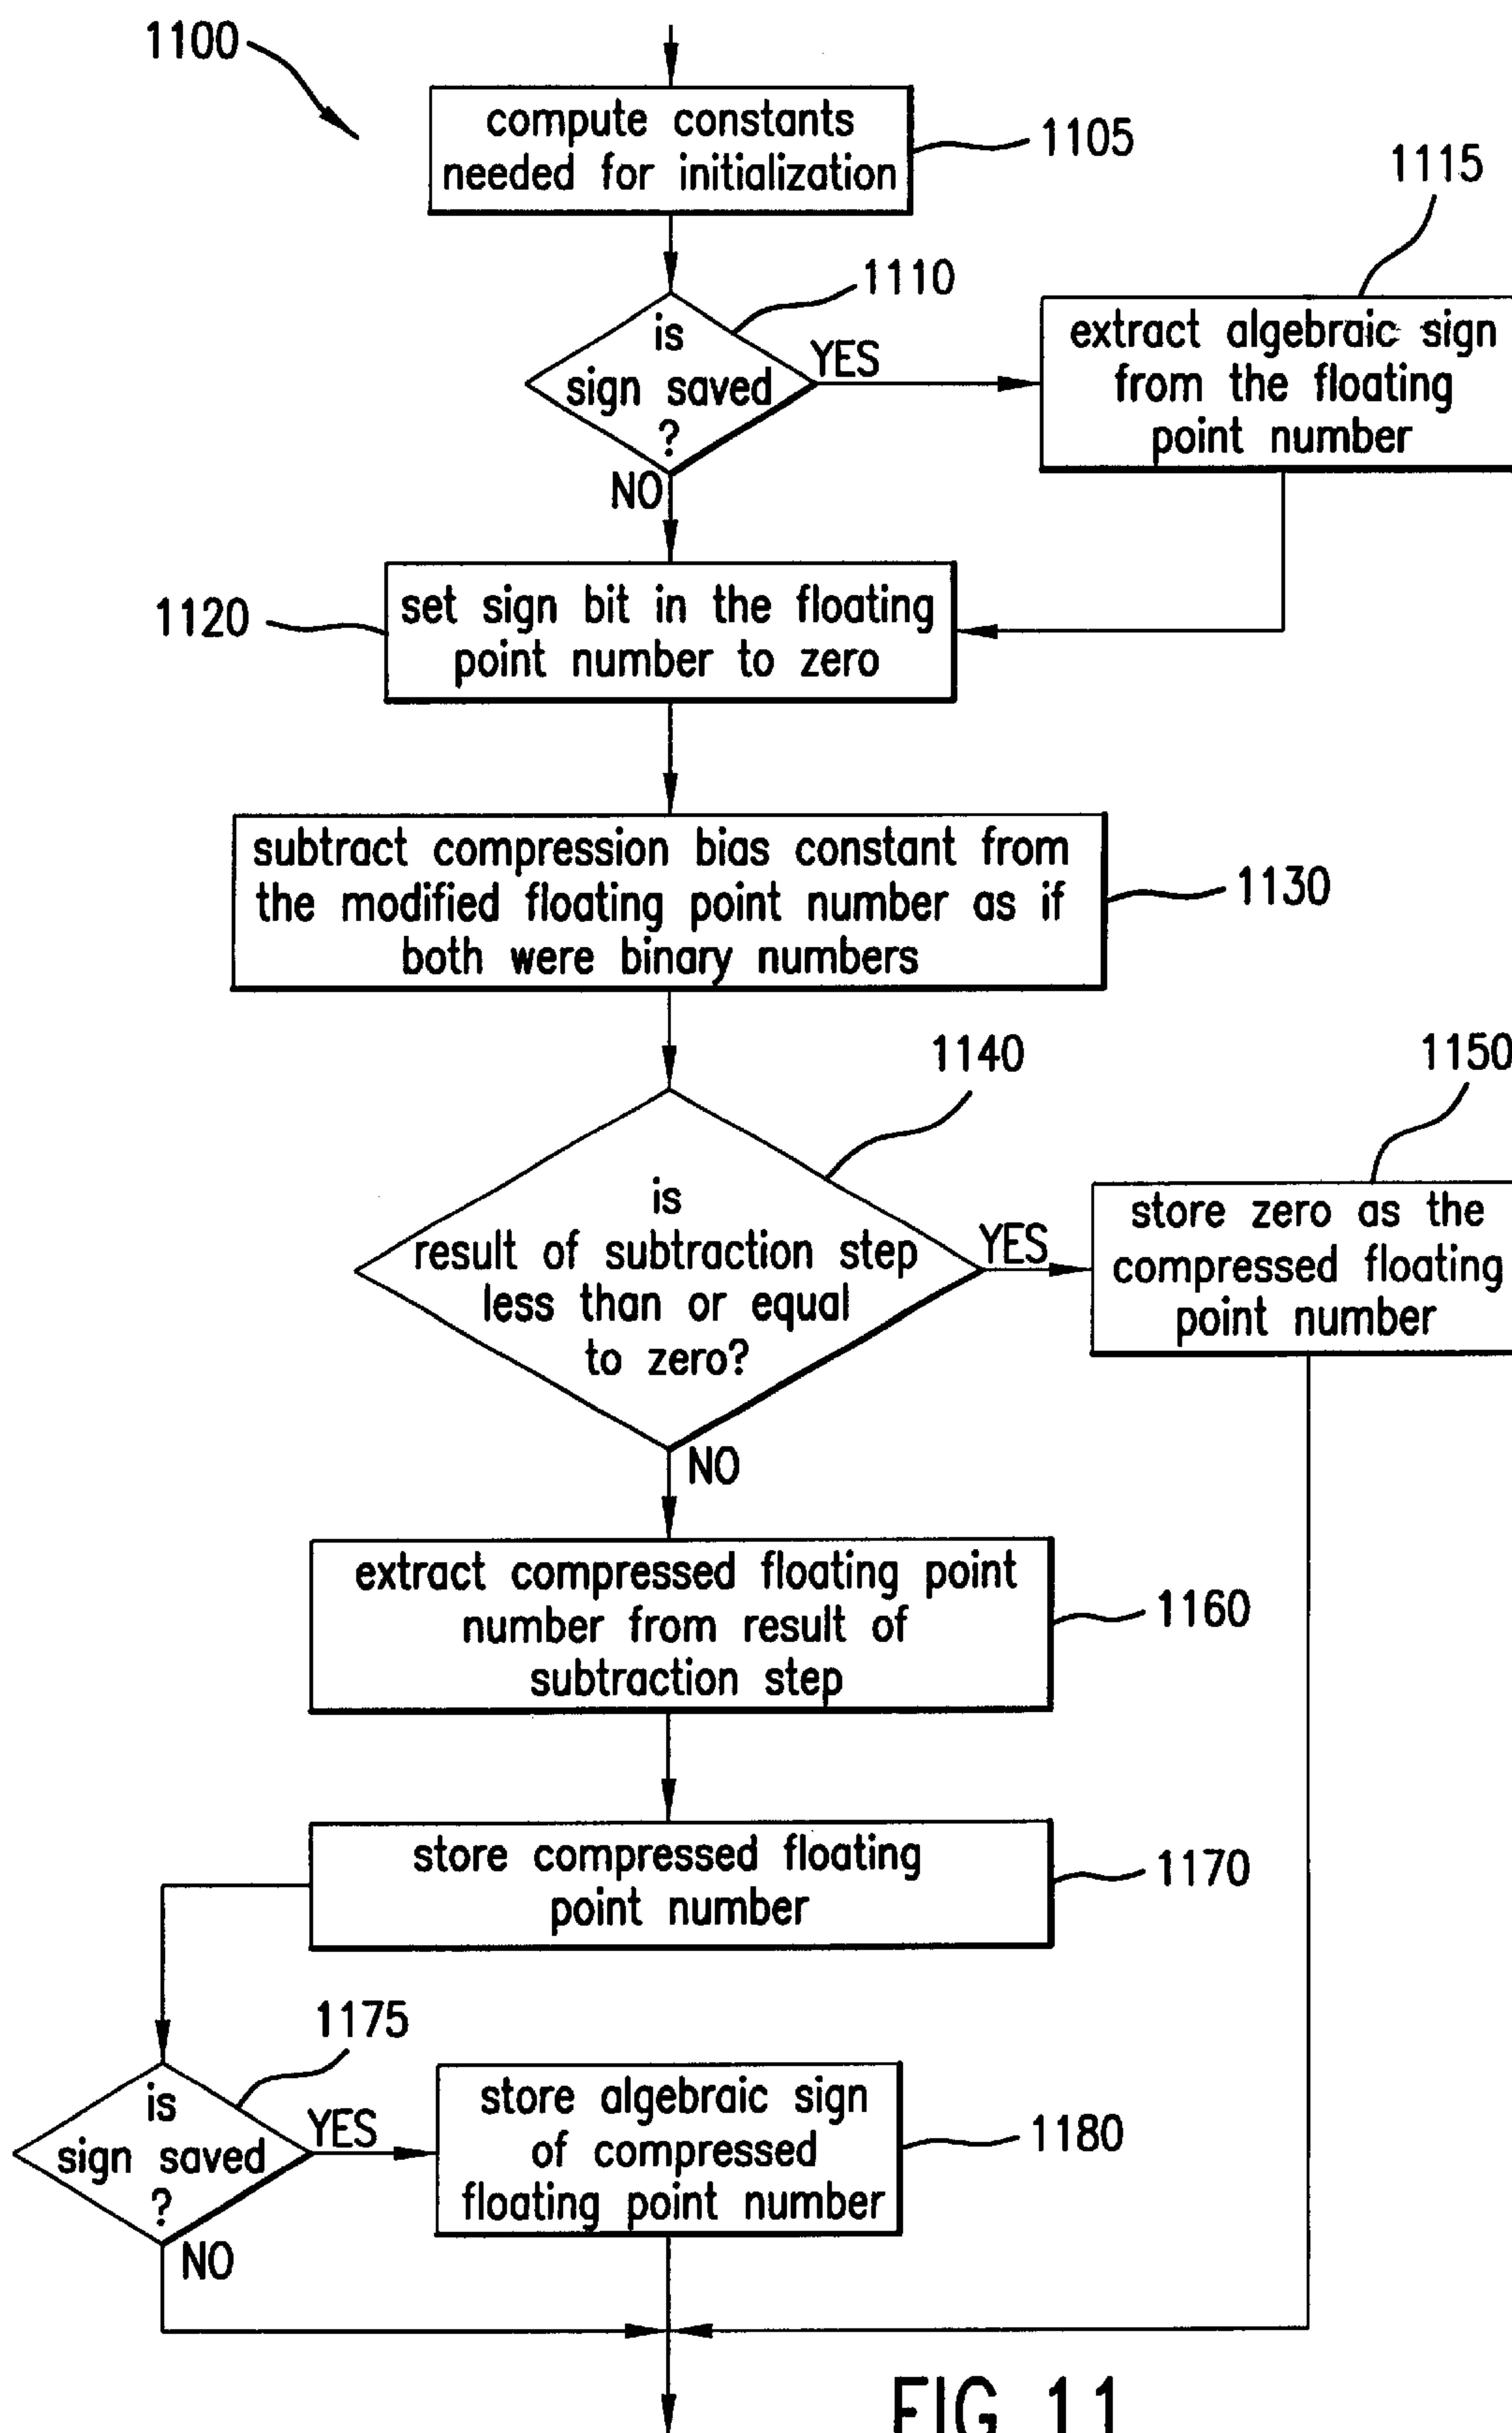 1100
compute constants
needed for initialization
1105
1115
1110
is
sign saved
?
YES
NO
extract algebraic sign
from the floating
point number
1120
set sign bit in the floating
point number to zero
subtract compression bias constant from
the modified floating point number as if
both were binary numbers
1130
1140
1150
is
result of subtraction step
less than or equal
to zero?
YES
NO
store zero as the
compressed floating
point number
extract compressed floating point
number from result of
subtraction step
1160
store compressed floating
point number
1170
1175
is
sign saved
?
YES
NO
store algebraic sign
of compressed
floating point number
1180
FIG 11